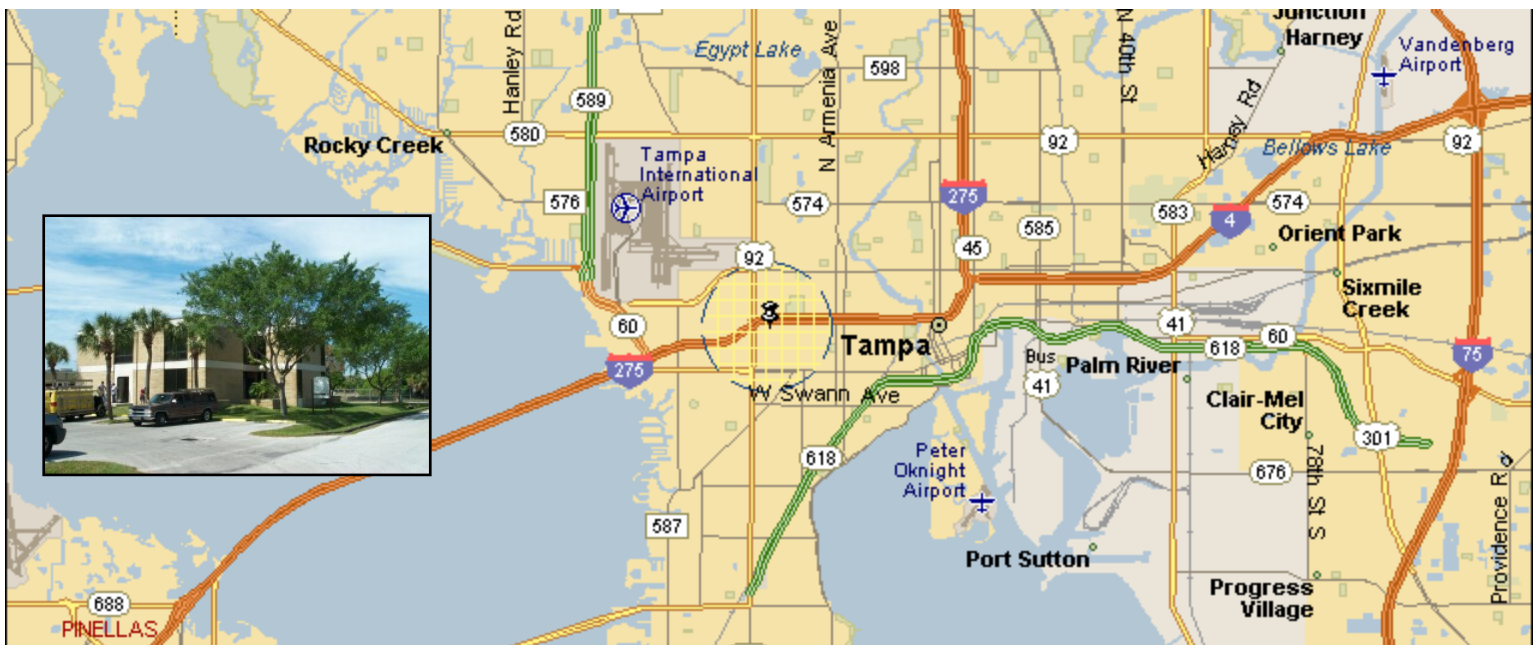 Junction
Harney
Vandenberg
Airport
Egypt Lake
Hanley Rd
N Armenia Ave
N 40th St
598
589
580
Rocky Creek
92
Harney Rd
Bellows Lake
92
Tampa
International
Airport
576
574
275
583
574
4
585
Orient Park
45
92
Sixmile
Creek
60
41
60
Tampa
618
75
275
Bus
41
Palm River
W Swann Ave
Clair-Mel
City
301
618
Peter
Oknight
Airport
676
78th St S
Providence R
587
Port Sutton
Progress
Village
688
PINELLAS